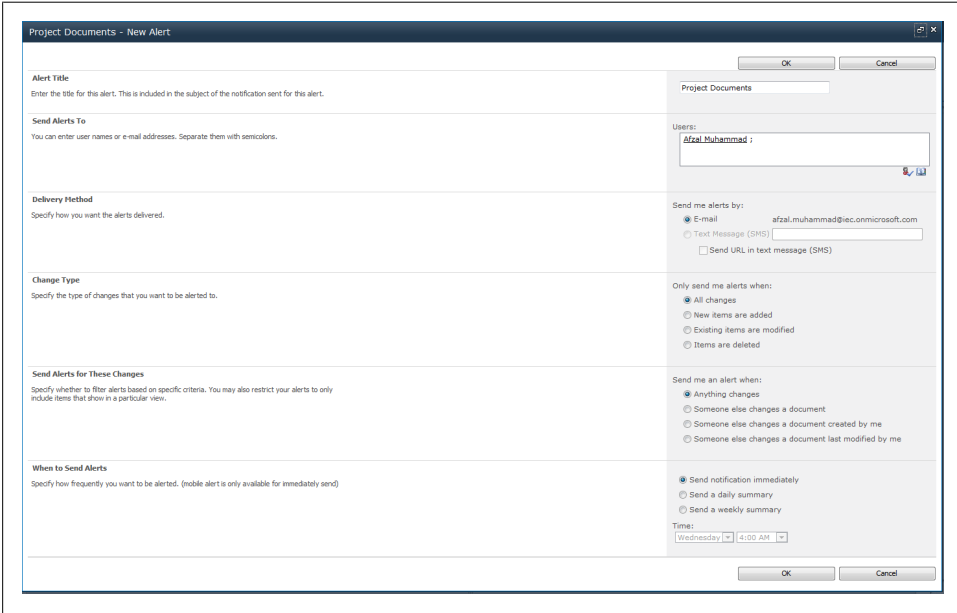 Project Documents - New Alert
OK
Cancel
Alert Title
Enter the title for this alert. This is included in the subject of the notification sent for this alert.
Project Documents
Send Alerts To
You can enter user names or e-mail addresses. Separate them with semicolons.
Users:
Afzal Muhammad ;
Delivery Method
Specify how you want the alerts delivered.
Send me alerts by:
E-mail
afzal.muhammad@iec.onmicrosoft.com
Text Message (SMS)
Send URL in text message (SMS)
Change Type
Specify the type of changes that you want to be alerted to.
Only send me alerts when:
All changes
New items are added
Existing items are modified
Items are deleted
Send Alerts for These Changes
Specify whether to filter alerts based on specific criteria. You may also restrict your alerts to only
include items that show in a particular view.
Send me an alert when:
Anything changes
Someone else changes a document
Someone else changes a document created by me
Someone else changes a document last modified by me
When to Send Alerts
Specify how frequently you want to be alerted. (mobile alert is only available for immediately send)
Send notification immediately
Send a daily summary
Send a weekly summary
Time:
Wednesday
4:00 AM
OK
Cancel